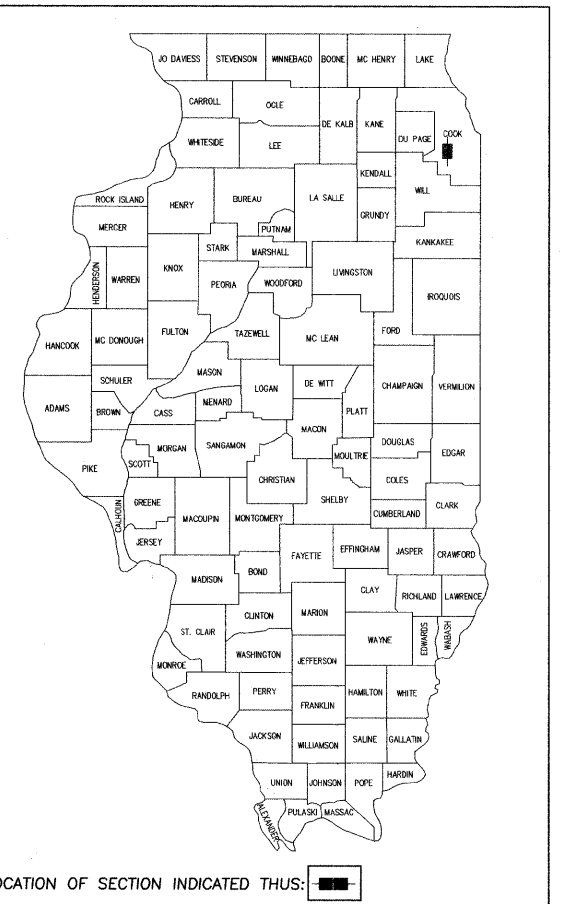 JO DAVIESS STEVENSON WINNEBAGO BOONE MC HENRY LAKE
CARROLL OGLE DE KALB KANE DU PAGE COOK
WHITESIDE LEE
KENDALL WILL
ROCK ISLAND HENRY BUREAU LA SALLE GRUNDY
MERCER PUTNAM
STARK MARSHALL KANKAKEE
HENDERSON WARREN KNOX PEORIA WOODFORD LIVINGSTON IROQUOIS
HANCOOK MC DONOUGH FULTON TAZEWELL MC LEAN FORD
SCHULER MASON LOGAN DE WITT CHAMPAIGN VERMILION
ADAMS BROWN CASS MENARD PLATT
MACON
PIKE SCOTT MORGAN SANGAMON CHRISTIAN MOULTRIE DOUGLAS EDGAR
COLES
SHELBY
CALHOUN GREENE MACOUPIN MONTGOMERY CUMBERLAND CLARK
JERSEY FAYETTE EFFINGHAM JASPER CRAWFORD
MADISON BOND CLAY RICHLAND LAWRENCE
CLINTON MARION
ST. CLAIR WAYNE EDWARDS WABASH
WASHINGTON JEFFERSON
MONROE
RANDOLPH PERRY FRANKLIN HAMILTON WHITE
JACKSON WILLIAMSON SALINE GALLATIN
UNION JOHNSON POPE HARDIN
ALEXANDER PULASKI MASSAC
OCATION OF SECTION INDICATED THUS: